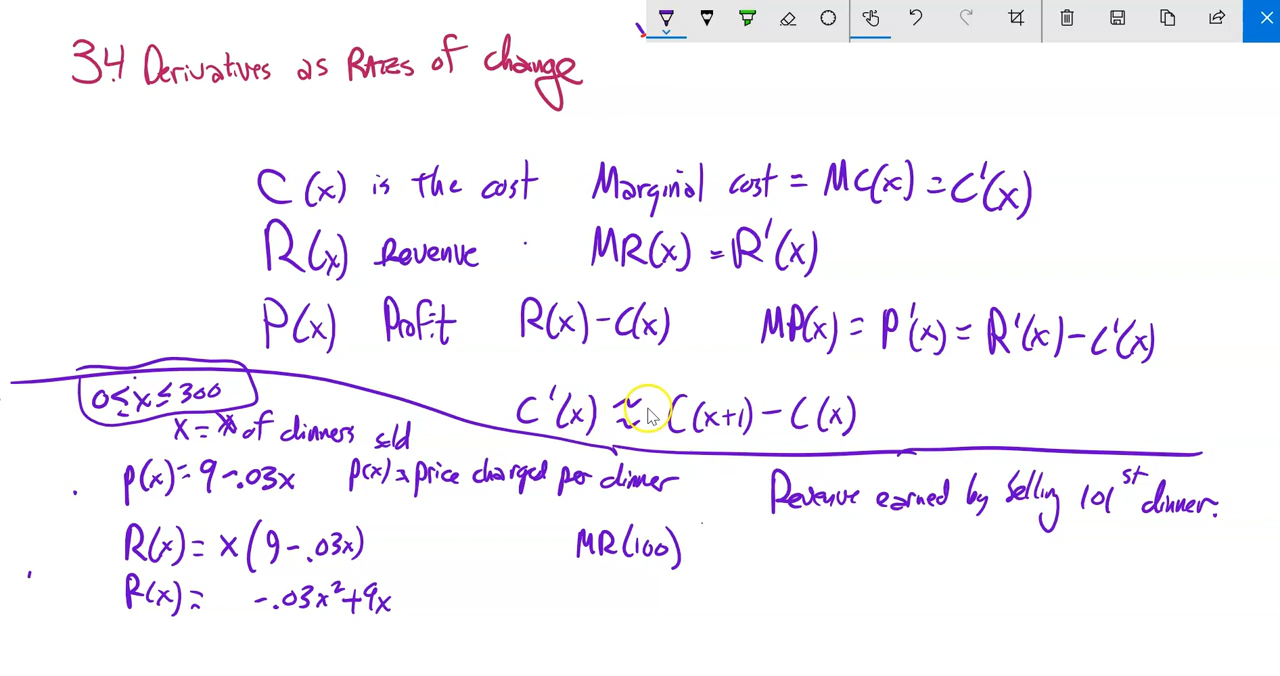 3.4 Derivatives as RATES of change
C(x) is the cost Marginal cost = MC(x) = C'(x)
R(x) Revenue MR(x) = R'(x)
P(x) Profit R(x) - C(x) MP(x) = P'(x) = R'(x) - C'(x)
0 ≤ x ≤ 300
C'(x) ≈ C(x+1) - C(x)
x = # of dinners sold
p(x) = 9 - .03x p(x) = price charged per dinner
Revenue earned by selling 101st dinner.
R(x) = x(9 - .03x) MR(100)
R(x) = -.03x² + 9x